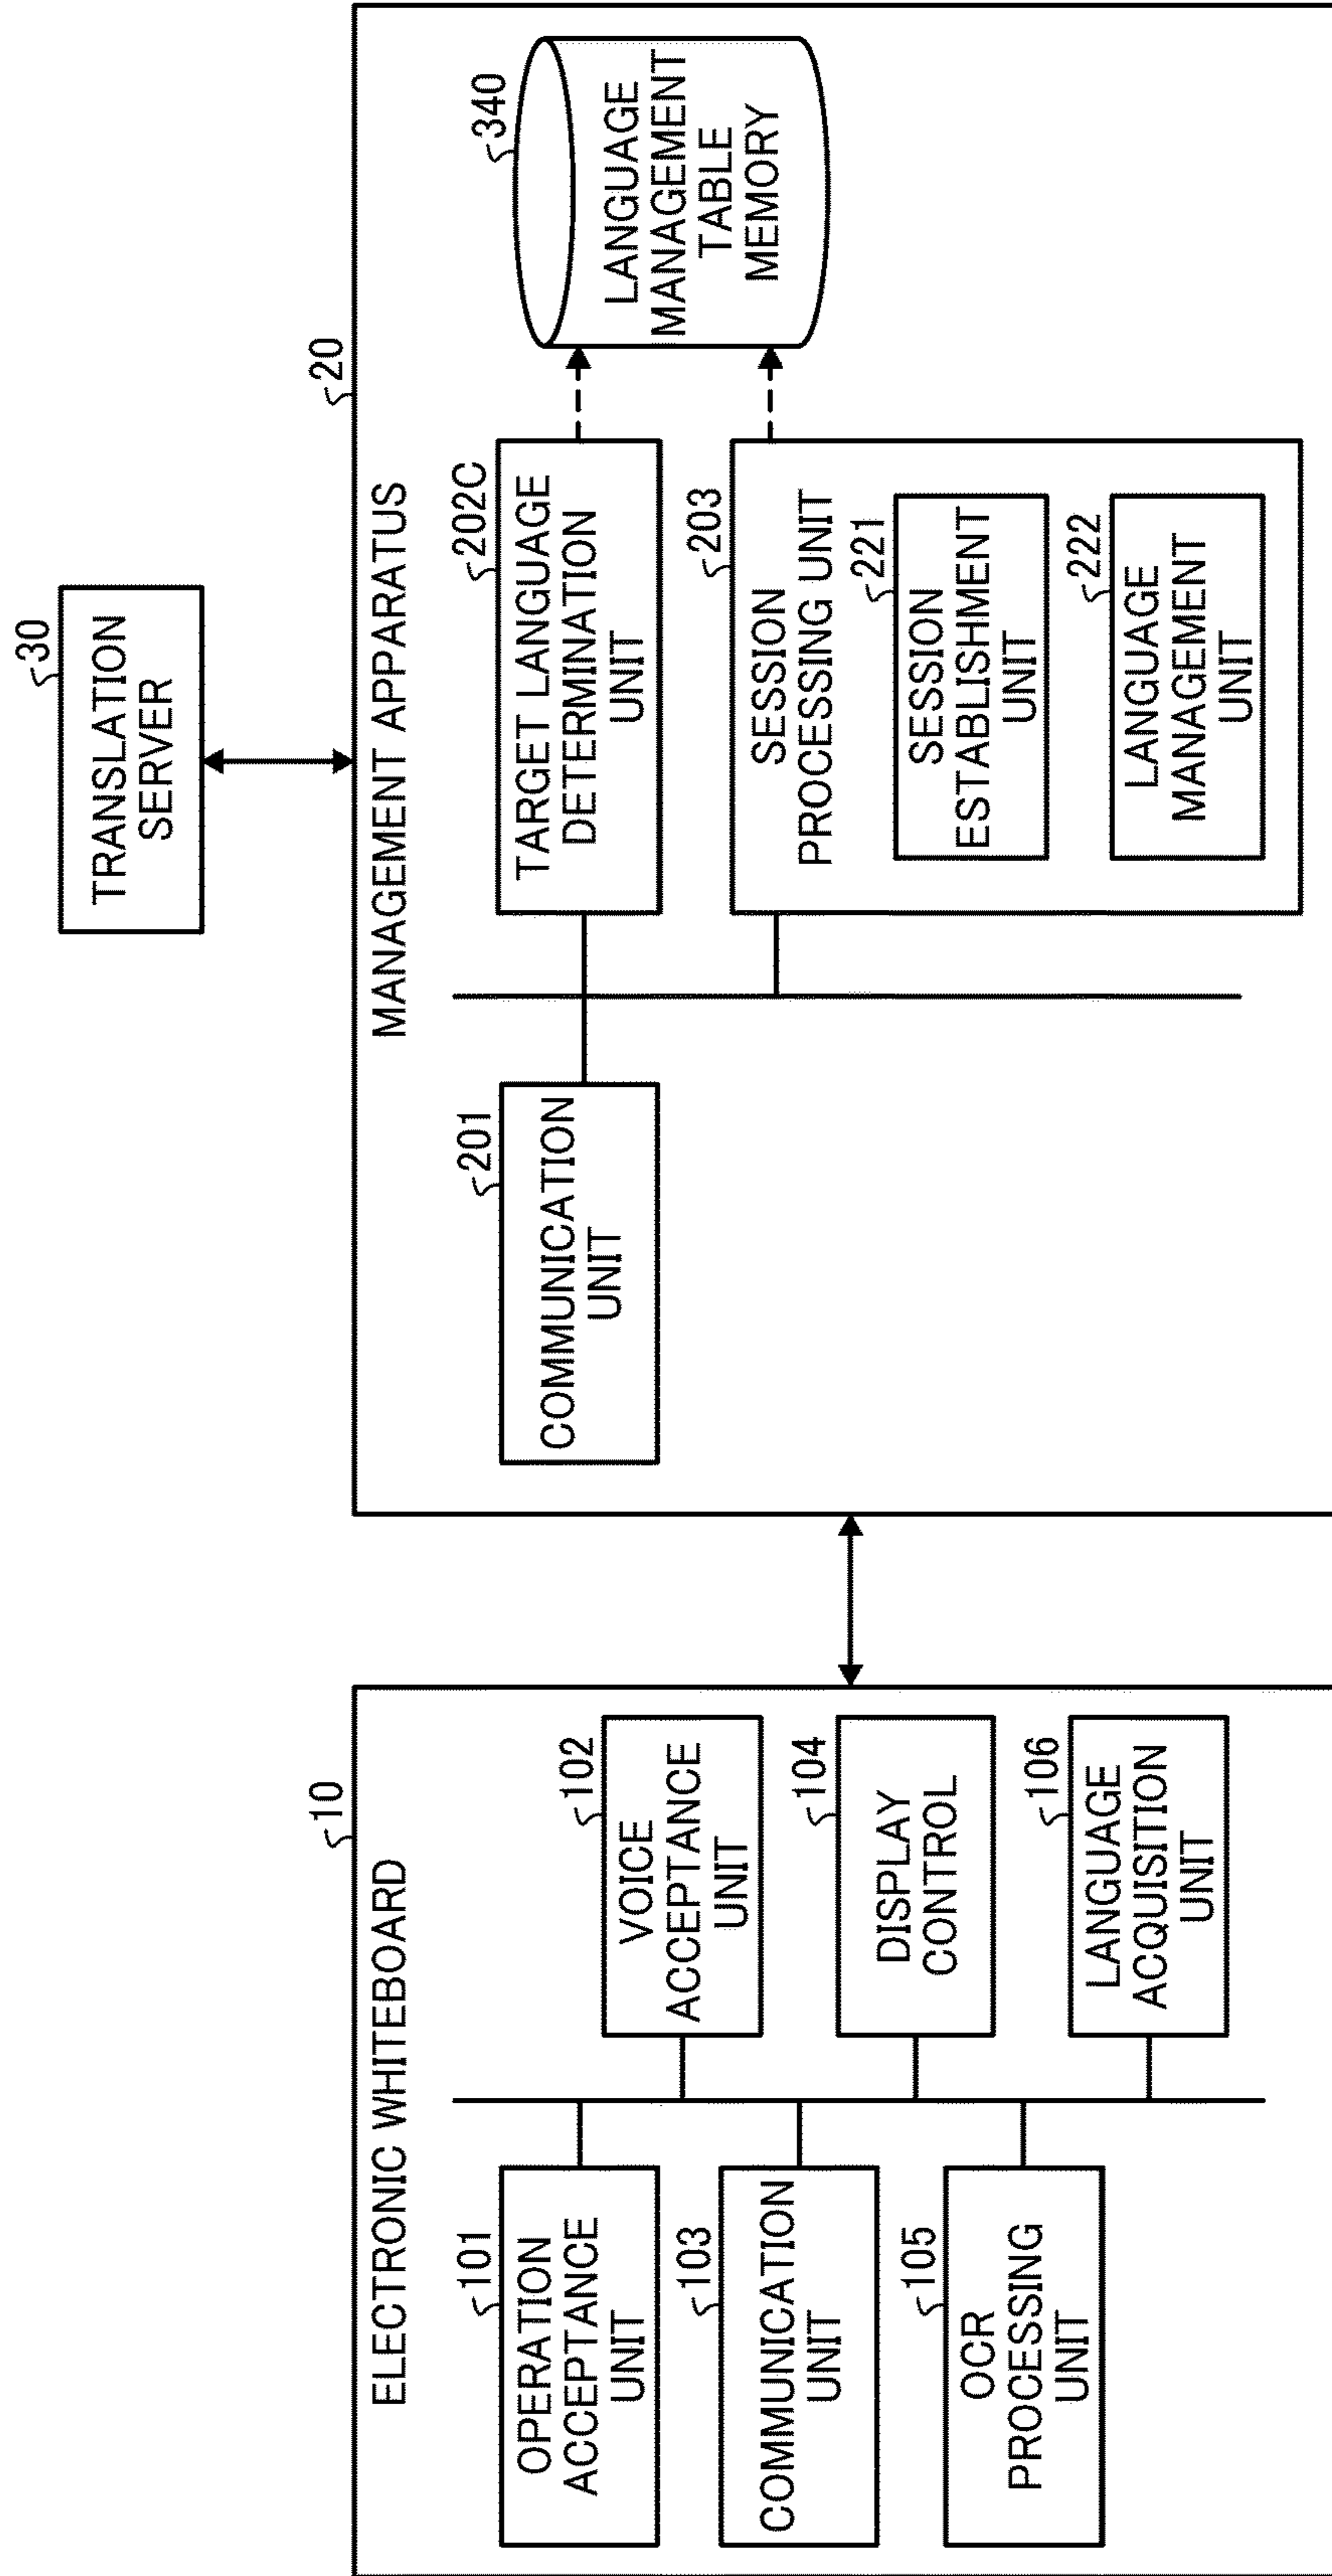 ELECTRONIC WHITEBOARD
10
101
OPERATION
ACCEPTANCE
UNIT
102
VOICE
ACCEPTANCE
UNIT
103
COMMUNICATION
UNIT
104
DISPLAY
CONTROL
105
OCR
PROCESSING
UNIT
106
LANGUAGE
ACQUISITION
UNIT
30
TRANSLATION
SERVER
MANAGEMENT APPARATUS
20
201
COMMUNICATION
UNIT
202C
TARGET LANGUAGE
DETERMINATION
UNIT
203
SESSION
PROCESSING UNIT
221
SESSION
ESTABLISHMENT
UNIT
222
LANGUAGE
MANAGEMENT
UNIT
340
LANGUAGE
MANAGEMENT
TABLE
MEMORY